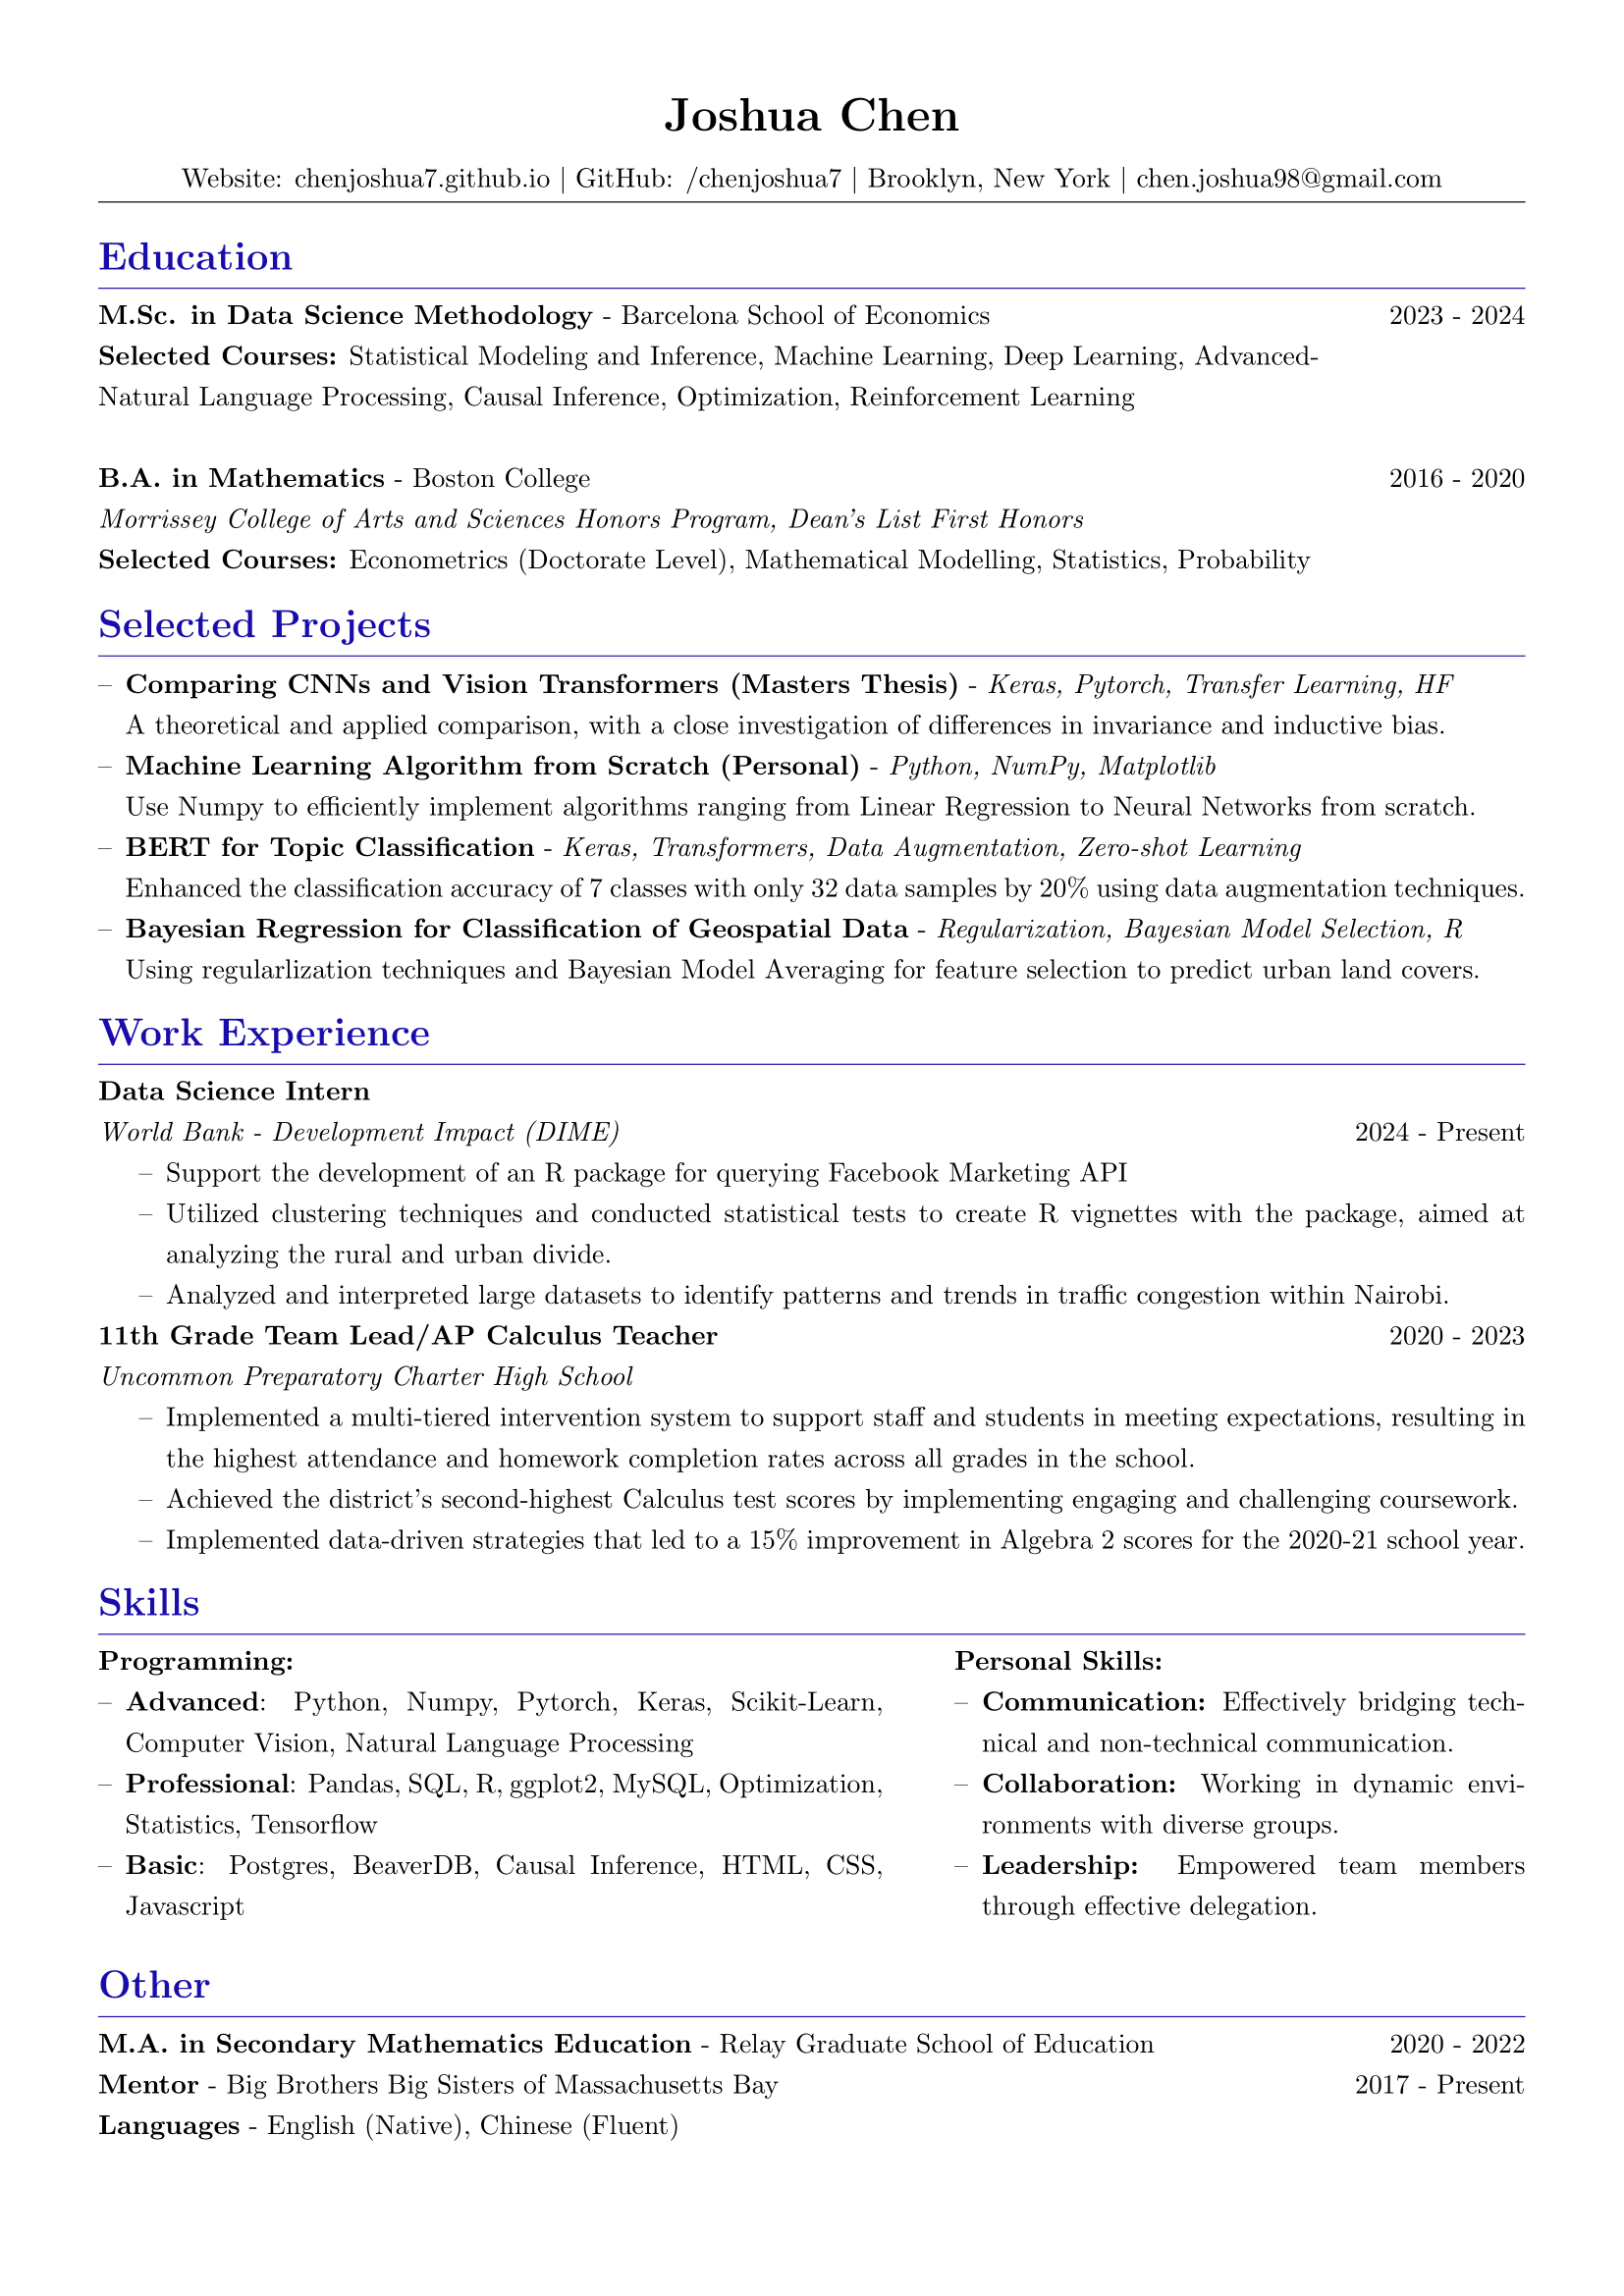 Joshua Chen
Website: chenjoshua7.github.io | GitHub: /chenjoshua7 | Brooklyn, New York | chen.joshua98@gmail.com
Education
M.Sc. in Data Science Methodology - Barcelona School of Economics 2023 - 2024
Selected Courses: Statistical Modeling and Inference, Machine Learning, Deep Learning, Advanced-
Natural Language Processing, Causal Inference, Optimization, Reinforcement Learning
B.A. in Mathematics - Boston College 2016 - 2020
Morrissey College of Arts and Sciences Honors Program, Dean's List First Honors
Selected Courses: Econometrics (Doctorate Level), Mathematical Modelling, Statistics, Probability
Selected Projects
– Comparing CNNs and Vision Transformers (Masters Thesis) - Keras, Pytorch, Transfer Learning, HF
A theoretical and applied comparison, with a close investigation of differences in invariance and inductive bias.
– Machine Learning Algorithm from Scratch (Personal) - Python, NumPy, Matplotlib
Use Numpy to efficiently implement algorithms ranging from Linear Regression to Neural Networks from scratch.
– BERT for Topic Classification - Keras, Transformers, Data Augmentation, Zero-shot Learning
Enhanced the classification accuracy of 7 classes with only 32 data samples by 20% using data augmentation techniques.
– Bayesian Regression for Classification of Geospatial Data - Regularization, Bayesian Model Selection, R
Using regularlization techniques and Bayesian Model Averaging for feature selection to predict urban land covers.
Work Experience
Data Science Intern
World Bank - Development Impact (DIME) 2024 - Present
– Support the development of an R package for querying Facebook Marketing API
– Utilized clustering techniques and conducted statistical tests to create R vignettes with the package, aimed at
analyzing the rural and urban divide.
– Analyzed and interpreted large datasets to identify patterns and trends in traffic congestion within Nairobi.
11th Grade Team Lead/AP Calculus Teacher 2020 - 2023
Uncommon Preparatory Charter High School
– Implemented a multi-tiered intervention system to support staff and students in meeting expectations, resulting in
the highest attendance and homework completion rates across all grades in the school.
– Achieved the district's second-highest Calculus test scores by implementing engaging and challenging coursework.
– Implemented data-driven strategies that led to a 15% improvement in Algebra 2 scores for the 2020-21 school year.
Skills
Programming:
– Advanced: Python, Numpy, Pytorch, Keras, Scikit-Learn,
Computer Vision, Natural Language Processing
– Professional: Pandas, SQL, R, ggplot2, MySQL, Optimization,
Statistics, Tensorflow
– Basic: Postgres, BeaverDB, Causal Inference, HTML, CSS,
Javascript
Personal Skills:
– Communication: Effectively bridging tech-
nical and non-technical communication.
– Collaboration: Working in dynamic envi-
ronments with diverse groups.
– Leadership: Empowered team members
through effective delegation.
Other
M.A. in Secondary Mathematics Education - Relay Graduate School of Education 2020 - 2022
Mentor - Big Brothers Big Sisters of Massachusetts Bay 2017 - Present
Languages - English (Native), Chinese (Fluent)